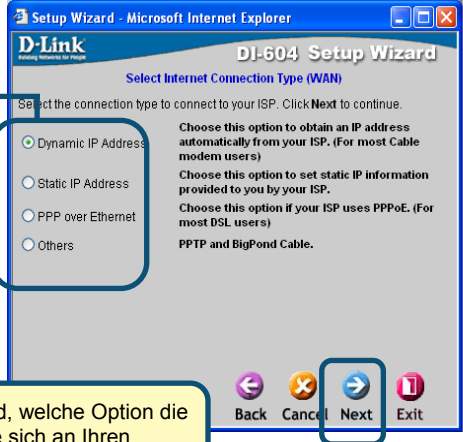 Setup Wizard - Microsoft Internet Explorer
D-Link
Building Networks for People
DI-604 Setup Wizard
Select Internet Connection Type (WAN)
Select the connection type to connect to your ISP. Click Next to continue.
Dynamic IP Address
Choose this option to obtain an IP address
automatically from your ISP. (For most Cable
modem users)
Static IP Address
Choose this option to set static IP information
provided to you by your ISP.
PPP over Ethernet
Choose this option if your ISP uses PPPoE. (For
most DSL users)
Others
PPTP and BigPond Cable.
Back Cancel Next Exit
welche Option die
sich an Ihren